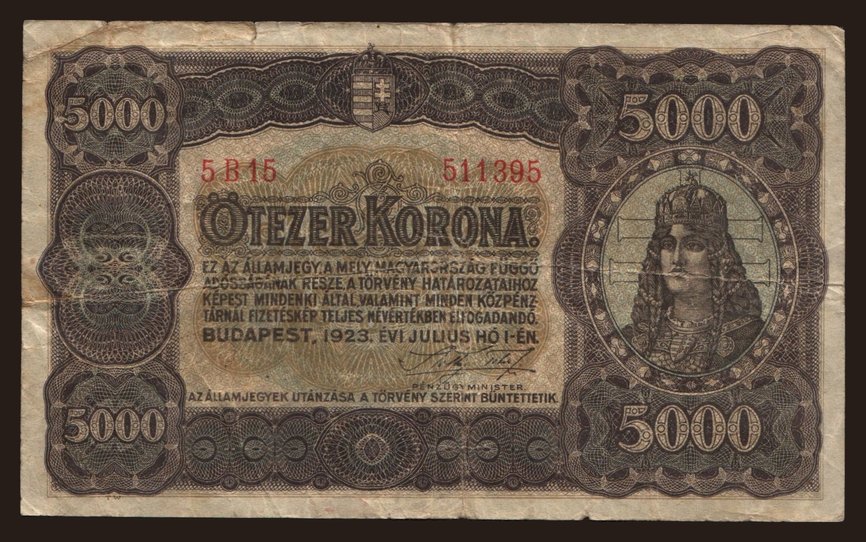 5000
5000
5 B 15
511395
ÖTEZER KORONA.
EZ AZ ÁLLAMJEGY, A MELY MAGYARORSZÁG FÜGGŐ
ADÓSSÁGÁNAK RÉSZE, A TÖRVÉNY HATÁROZATAIHOZ
KÉPEST MINDENKI ÁLTAL, VALAMINT MINDEN KÖZPÉNZ-
TÁRNÁL FIZETÉSKÉP TELJES NÉVÉRTÉKBEN ELFOGADANDÓ.
BUDAPEST, 1923. ÉVI JULIUS HÓ 1-ÉN.
PÉNZÜGYMINISTER.
AZ ÁLLAMJEGYEK UTÁNZÁSA A TÖRVÉNY SZERINT BÜNTETTETIK.
5000
5000